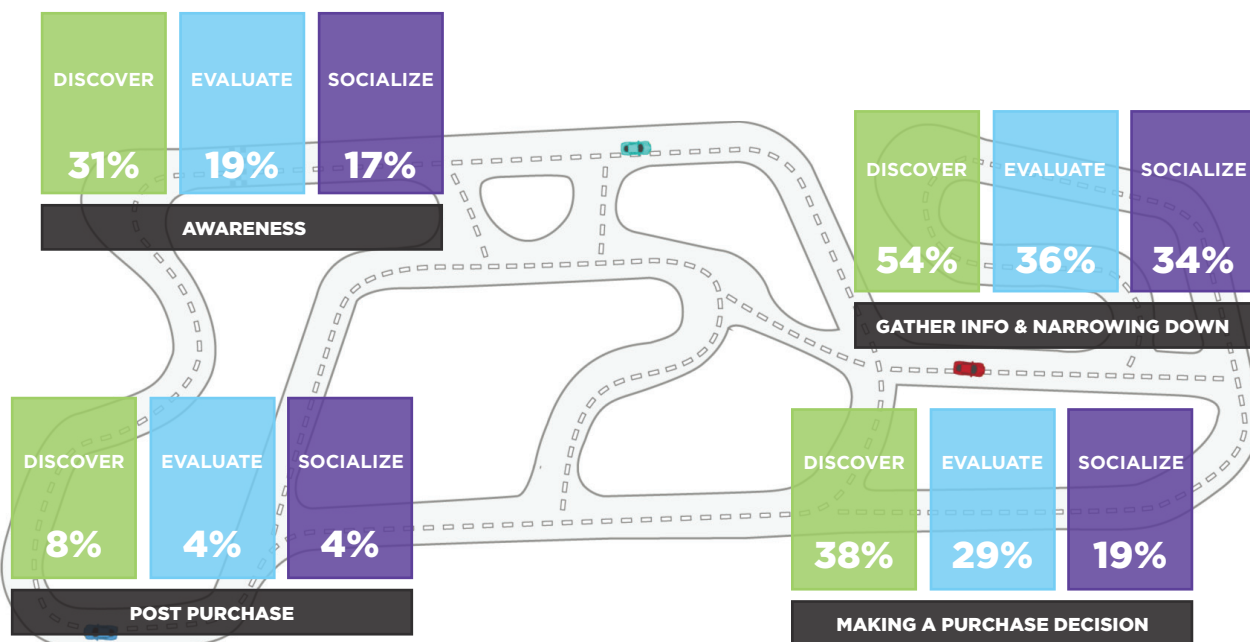 DISCOVER EVALUATE SOCIALIZE
31% 19% 17%
AWARENESS
DISCOVER EVALUATE SOCIALIZE
54% 36% 34%
GATHER INFO & NARROWING DOWN
DISCOVER EVALUATE SOCIALIZE
8% 4% 4%
POST PURCHASE
DISCOVER EVALUATE SOCIALIZE
38% 29% 19%
MAKING A PURCHASE DECISION